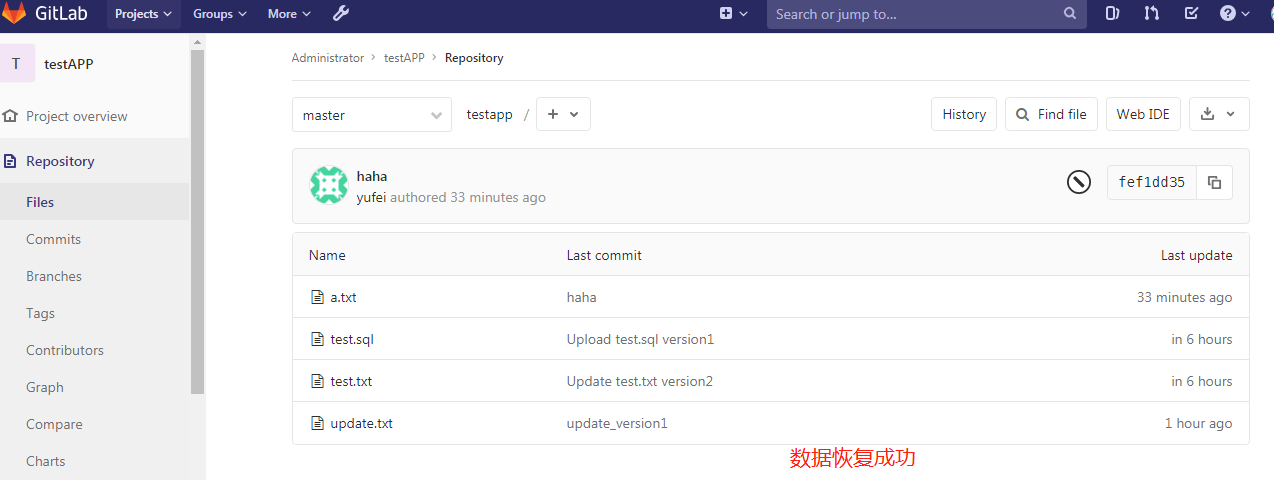 GitLab Projects Groups More Search or jump to...
T testAPP
Project overview
Repository
Files
Commits
Branches
Tags
Contributors
Graph
Compare
Charts
Administrator > testAPP > Repository
master testapp / + History Find file Web IDE
haha
yufei authored 33 minutes ago
fef1dd35
Name Last commit Last update
a.txt haha 33 minutes ago
test.sql Upload test.sql version1 in 6 hours
test.txt Update test.txt version2 in 6 hours
update.txt update_version1 1 hour ago
数据恢复成功